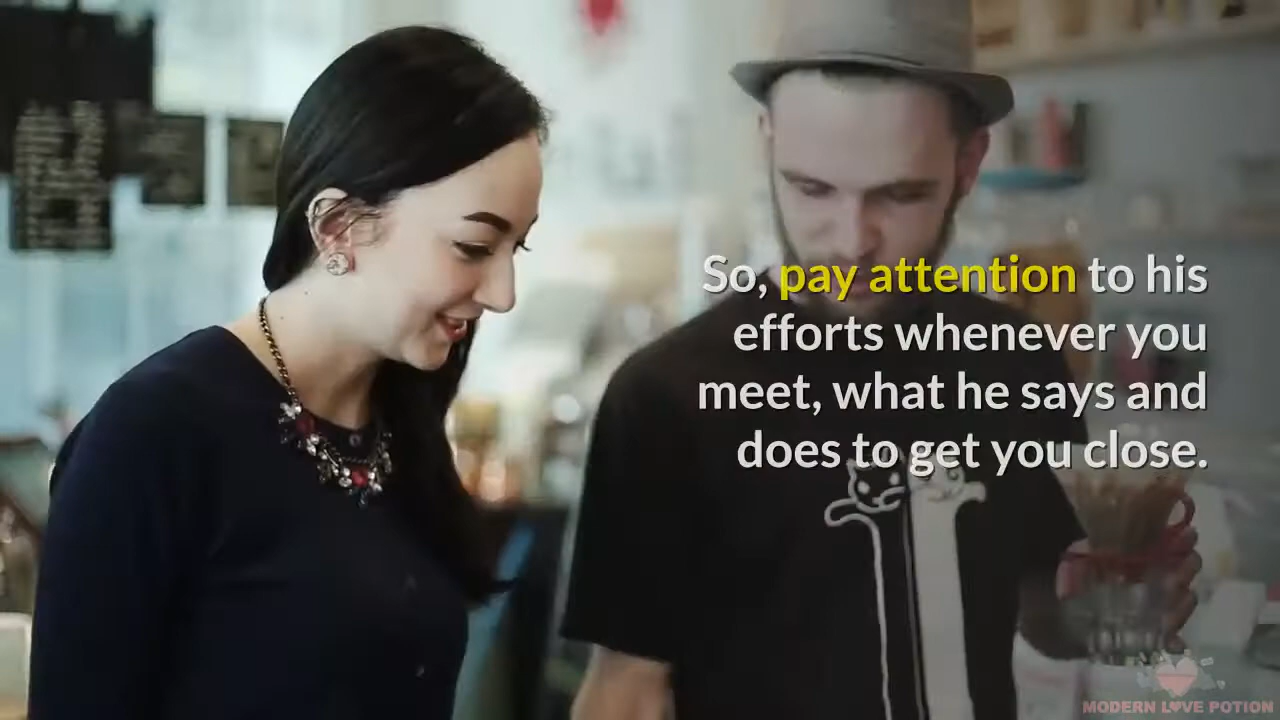 So, pay attention to his
efforts whenever you
meet, what he says and
does to get you close.
MODERN LOVE POTION